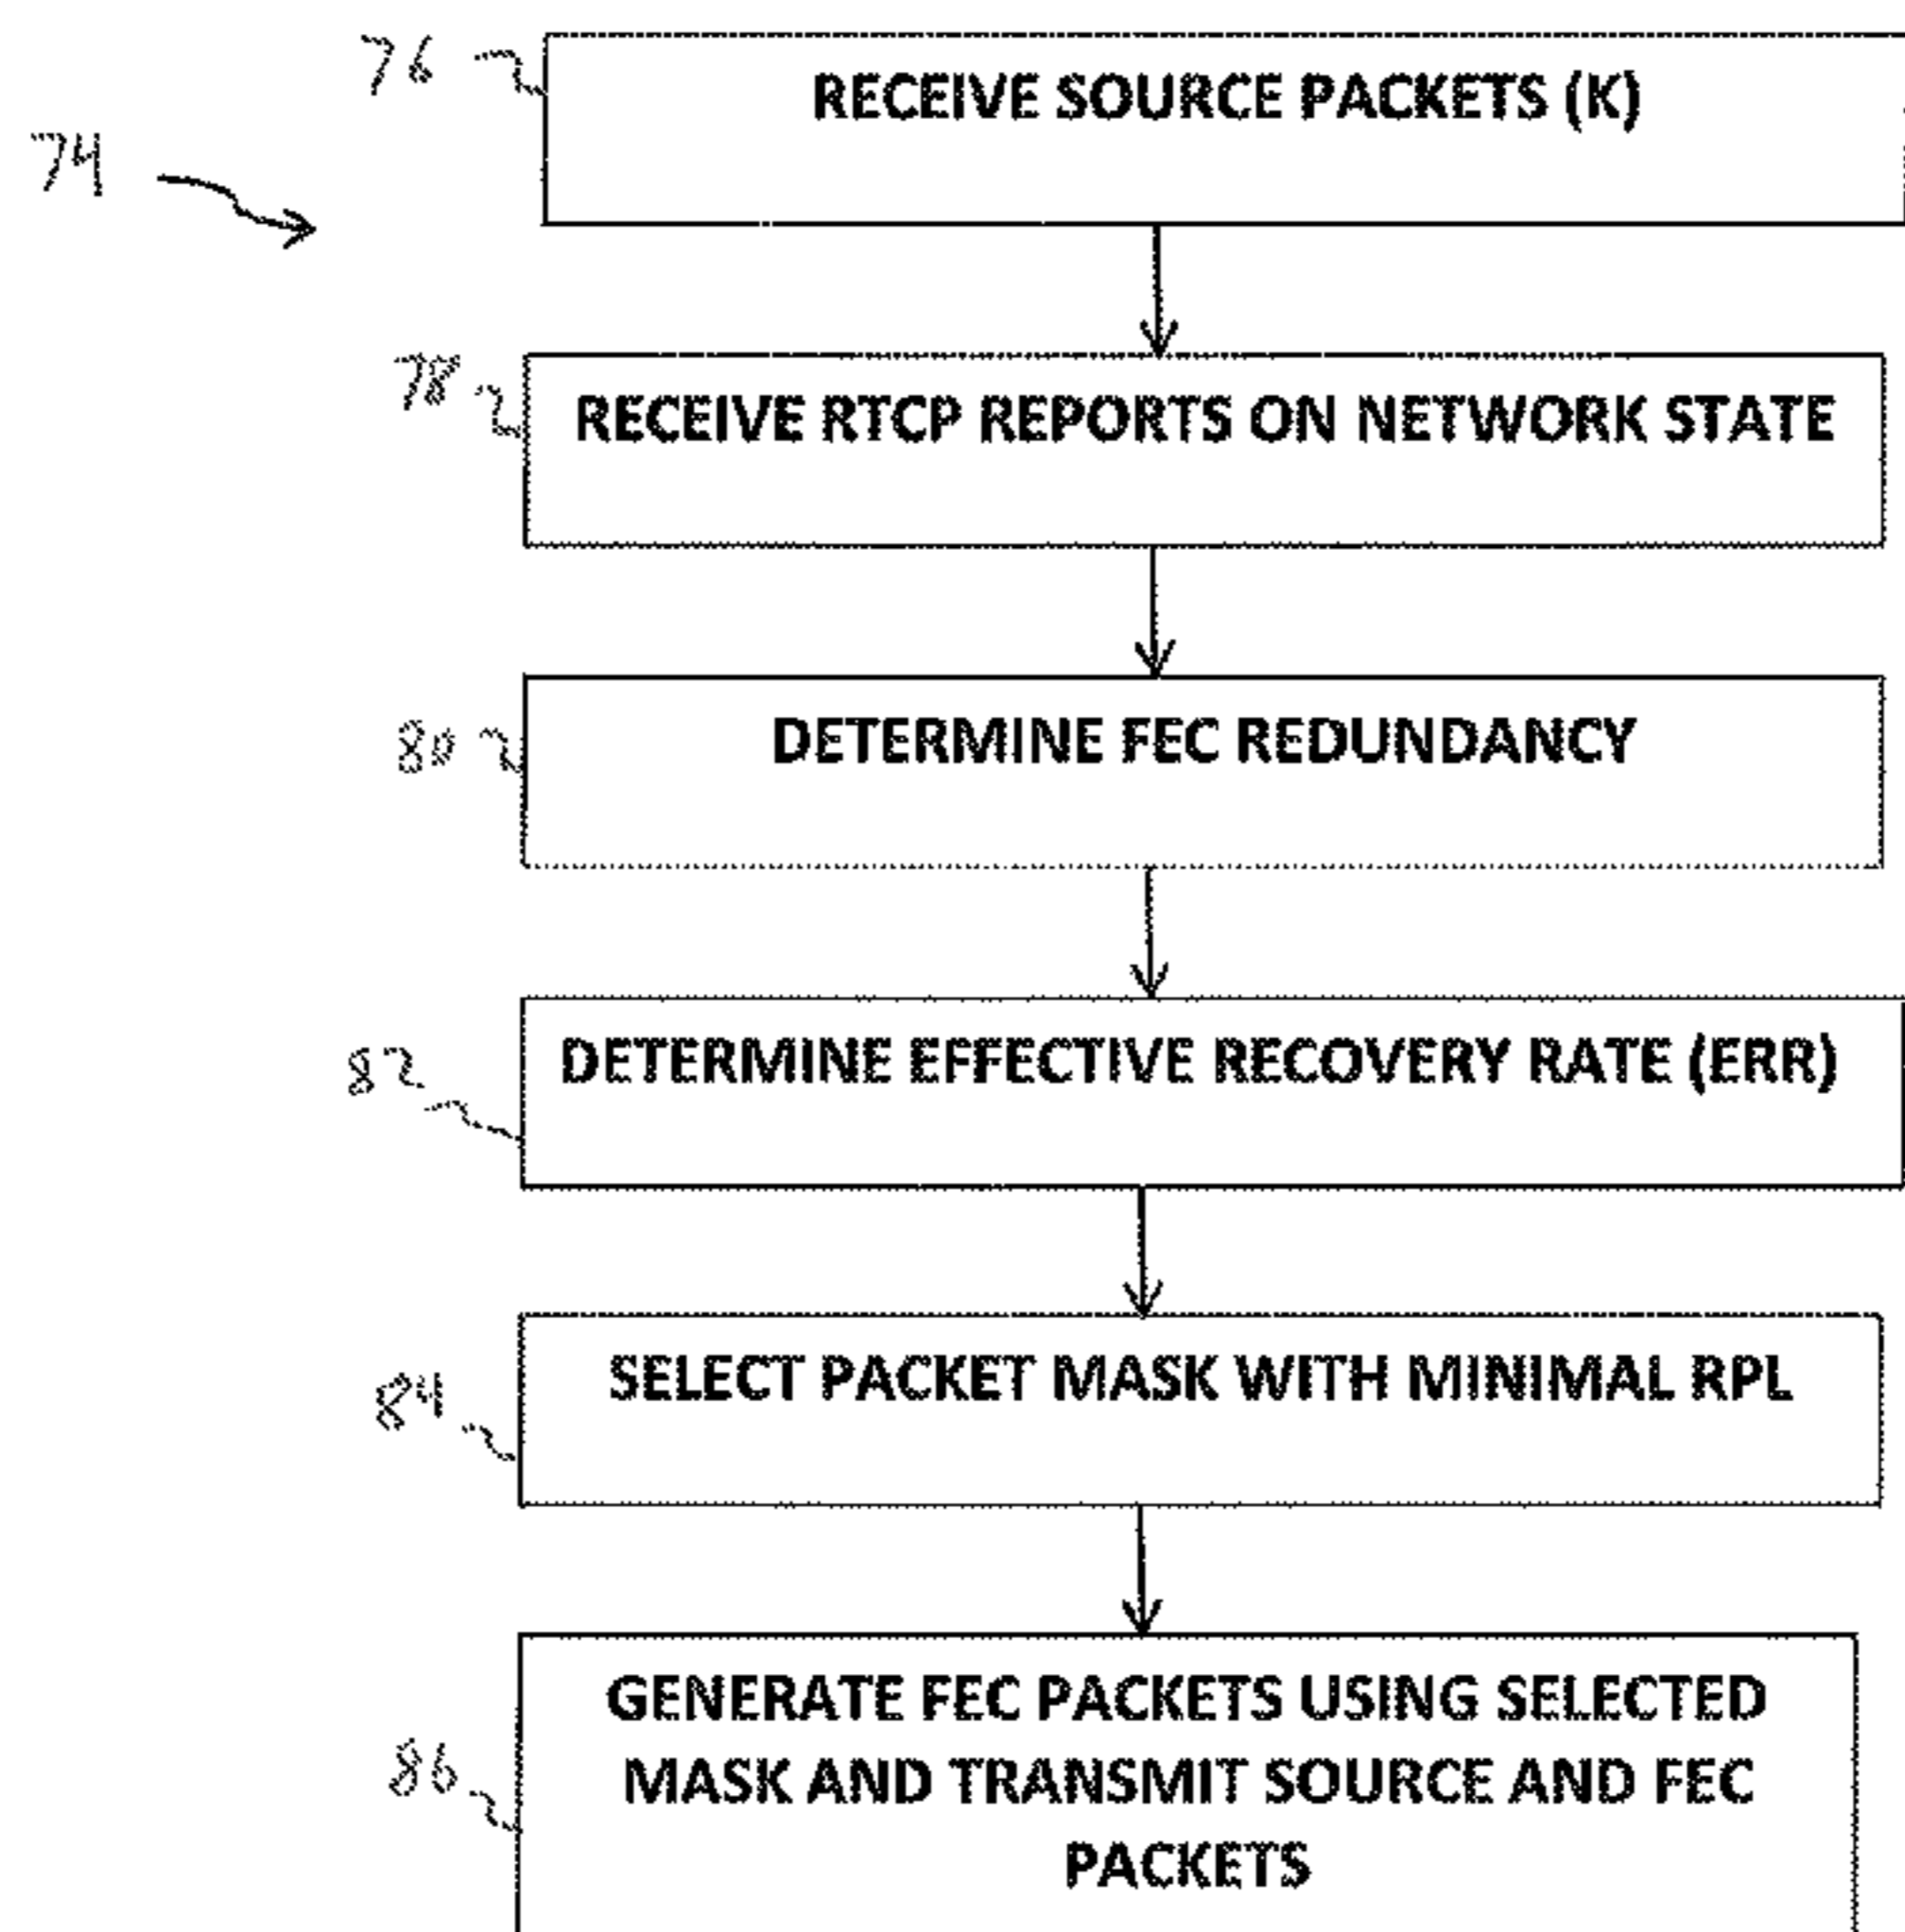 76
RECEIVE SOURCE PACKETS (K)
74
78
RECEIVE RTCP REPORTS ON NETWORK STATE
80
DETERMINE FEC REDUNDANCY
82
DETERMINE EFFECTIVE RECOVERY RATE (ERR)
84
SELECT PACKET MASK WITH MINIMAL RPL
86
GENERATE FEC PACKETS USING SELECTED
MASK AND TRANSMIT SOURCE AND FEC
PACKETS